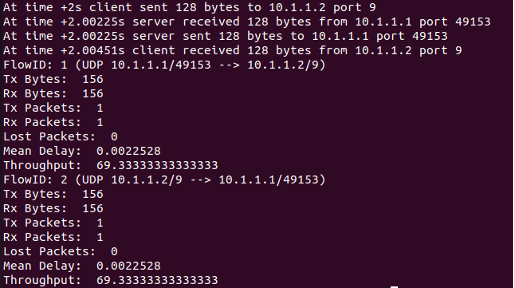 At time +2s client sent 128 bytes to 10.1.1.2 port 9
At time +2.00225s server received 128 bytes from 10.1.1.1 port 49153
At time +2.00225s server sent 128 bytes to 10.1.1.1 port 49153
At time +2.00451s client received 128 bytes from 10.1.1.2 port 9
FlowID: 1 (UDP 10.1.1.1/49153 --> 10.1.1.2/9)
Tx Bytes: 156
Rx Bytes: 156
Tx Packets: 1
Rx Packets: 1
Lost Packets: 0
Mean Delay: 0.0022528
Throughput: 69.33333333333333
FlowID: 2 (UDP 10.1.1.2/9 --> 10.1.1.1/49153)
Tx Bytes: 156
Rx Bytes: 156
Tx Packets: 1
Rx Packets: 1
Lost Packets: 0
Mean Delay: 0.0022528
Throughput: 69.33333333333333